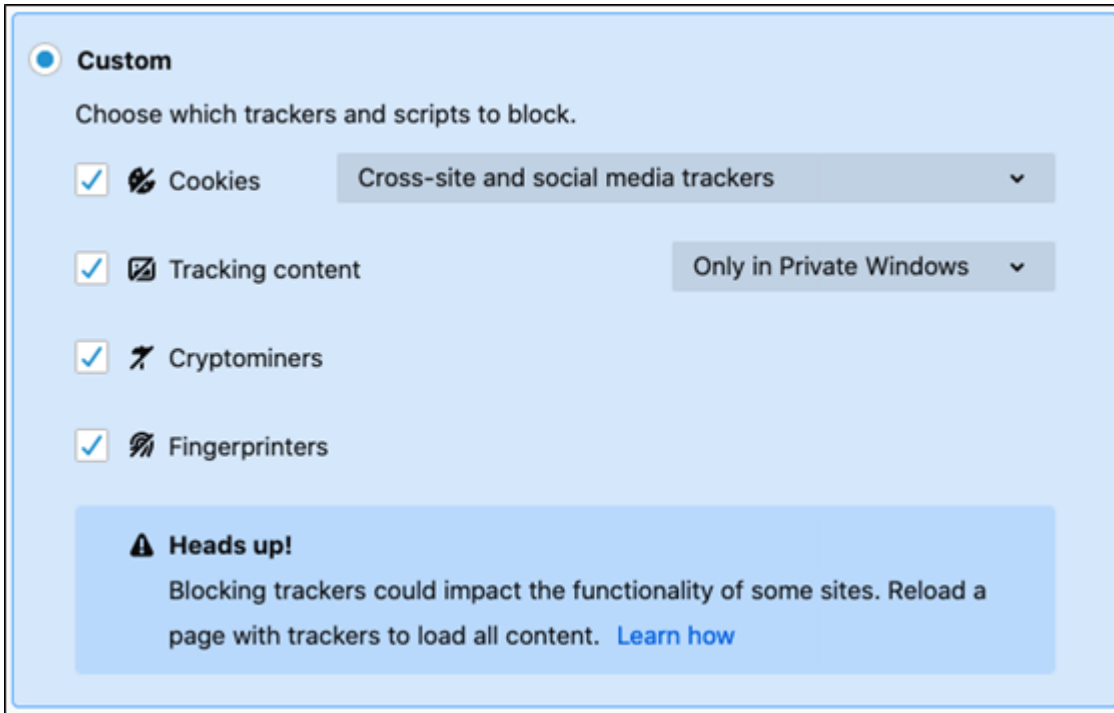 Custom
Choose which trackers and scripts to block.
Cookies Cross-site and social media trackers
Tracking content Only in Private Windows
Cryptominers
Fingerprinters
Heads up!
Blocking trackers could impact the functionality of some sites. Reload a
page with trackers to load all content. Learn how